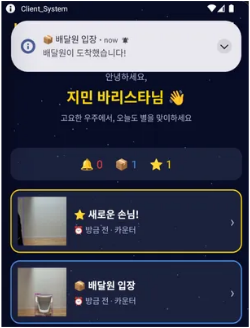 Client_System
📦 배달원 입장 • now 🔔
배달원이 도착했습니다!
안녕하세요,
지민 바리스타님 👋
고요한 우주에서, 오늘도 별을 맞이하세요
🔔 0 📦 1 ⭐ 1
⭐ 새로운 손님!
⏰ 방금 전 · 카운터
📦 배달원 입장
⏰ 방금 전 · 카운터